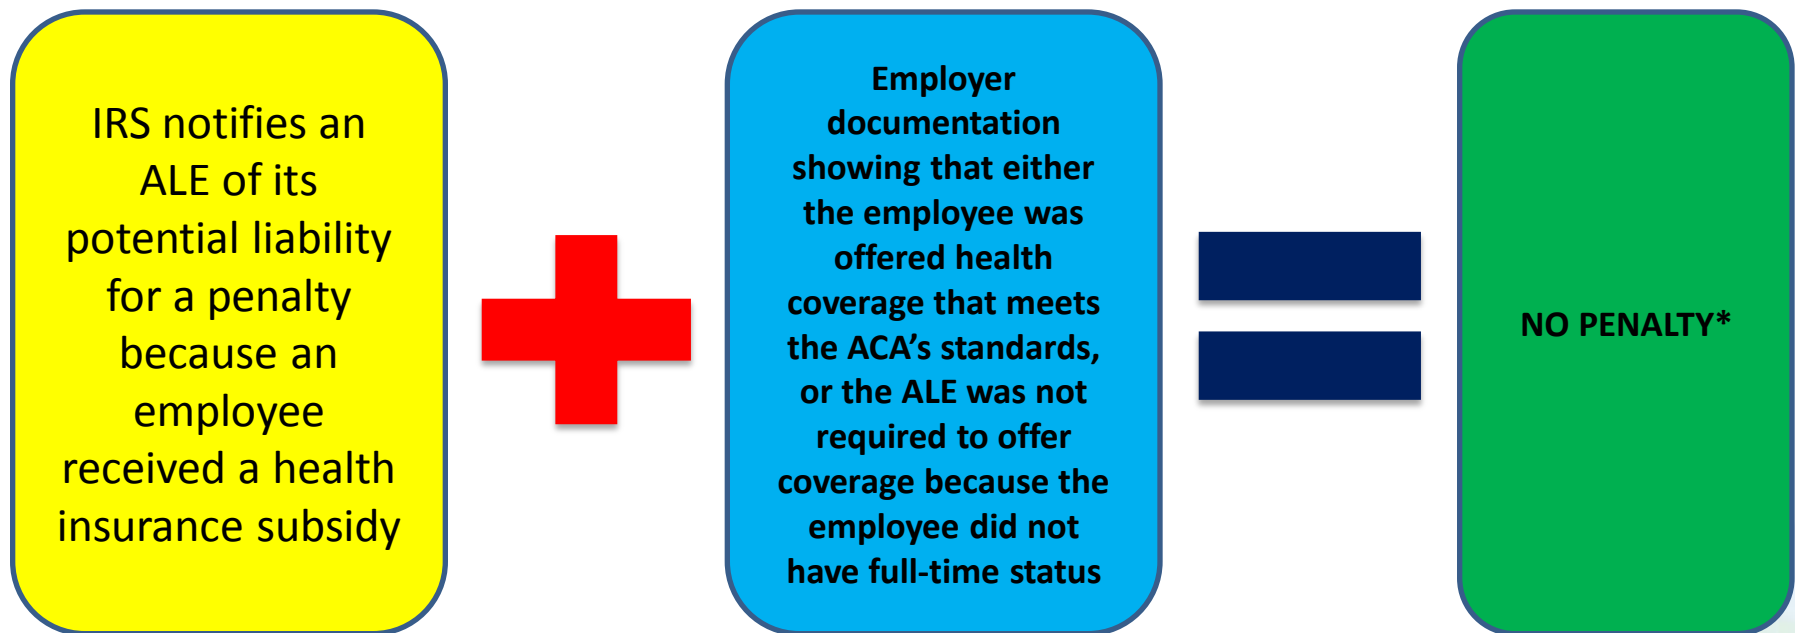 IRS notifies an
ALE of its
potential liability
for a penalty
because an
employee
received a health
insurance subsidy
Employer
documentation
showing that either
the employee was
offered health
coverage that meets
the ACA’s standards,
or the ALE was not
required to offer
coverage because the
employee did not
have full-time status
NO PENALTY*